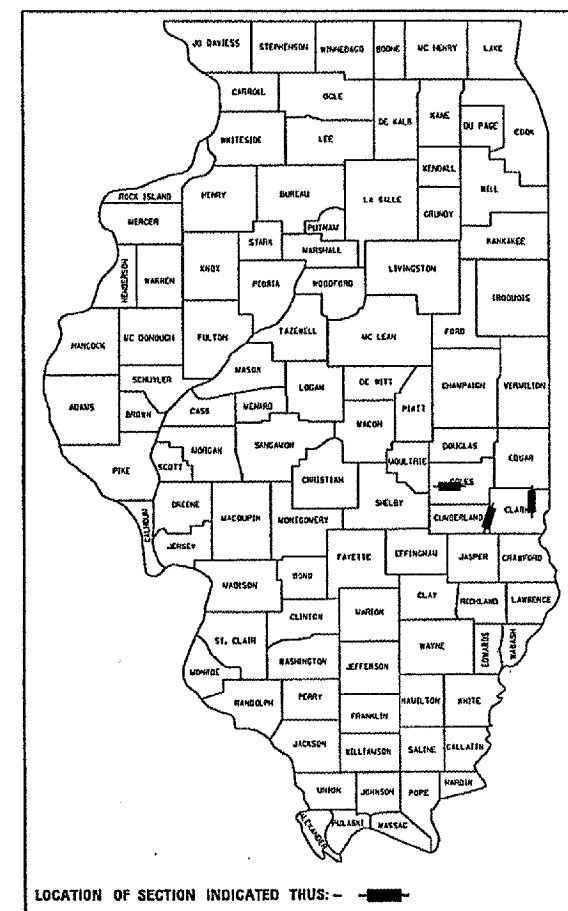 JO DAVIESS STEPHENSON WINNEBAGO BOONE MC HENRY LAKE
CARROLL OGLE DE KALB KANE DU PAGE COOK
WHITESIDE LEE
KENDALL WILL
ROCK ISLAND HENRY BUREAU LA SALLE GRUNDY
MERCER PUTNAM
STARK MARSHALL KANKAKEE
HENDERSON WARREN KNOX PEORIA WOODFORD LIVINGSTON IROQUOIS
HANCOCK MC DONOUGH FULTON TAZEWELL MC LEAN FORD
MASON
SCHUYLER LOGAN DE WITT CHAMPAIGN VERMILION
ADAMS BROWN CASS MENARD MACON PIATT
PIKE SCOTT MORGAN SANGAMON DOUGLAS EDGAR
MOULTRIE
CHRISTIAN COLES
CALHOUN GREENE MACOUPIN MONTGOMERY SHELBY CUMBERLAND CLARK
JERSEY FAYETTE EFFINGHAM JASPER CRAWFORD
MADISON BOND CLAY RICHLAND LAWRENCE
CLINTON MARION
ST. CLAIR WAYNE EDWARDS WABASH
MONROE WASHINGTON JEFFERSON
RANDOLPH PERRY HAMILTON WHITE
FRANKLIN
JACKSON WILLIAMSON SALINE GALLATIN
UNION JOHNSON POPE HARDIN
ALEXANDER PULASKI MASSAC
LOCATION OF SECTION INDICATED THUS:-